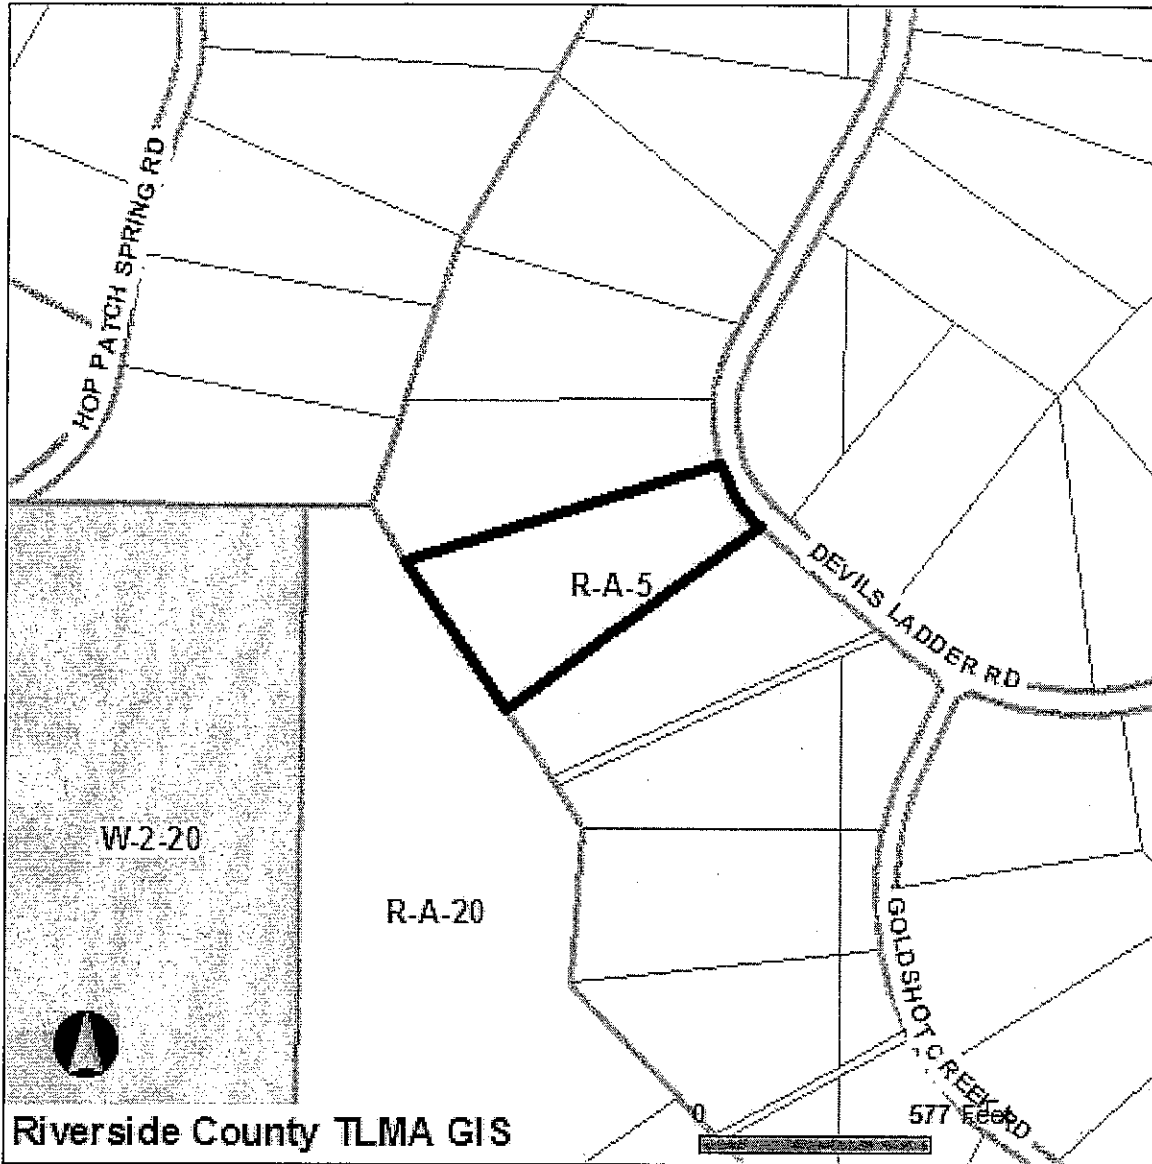 HOP PATCH SPRING RD
R-A-5
DEVILS LADDER RD
W-2-20
R-A-20
GOLDSHOT CREEK RD
Riverside County TLMA GIS
0
577 Feet